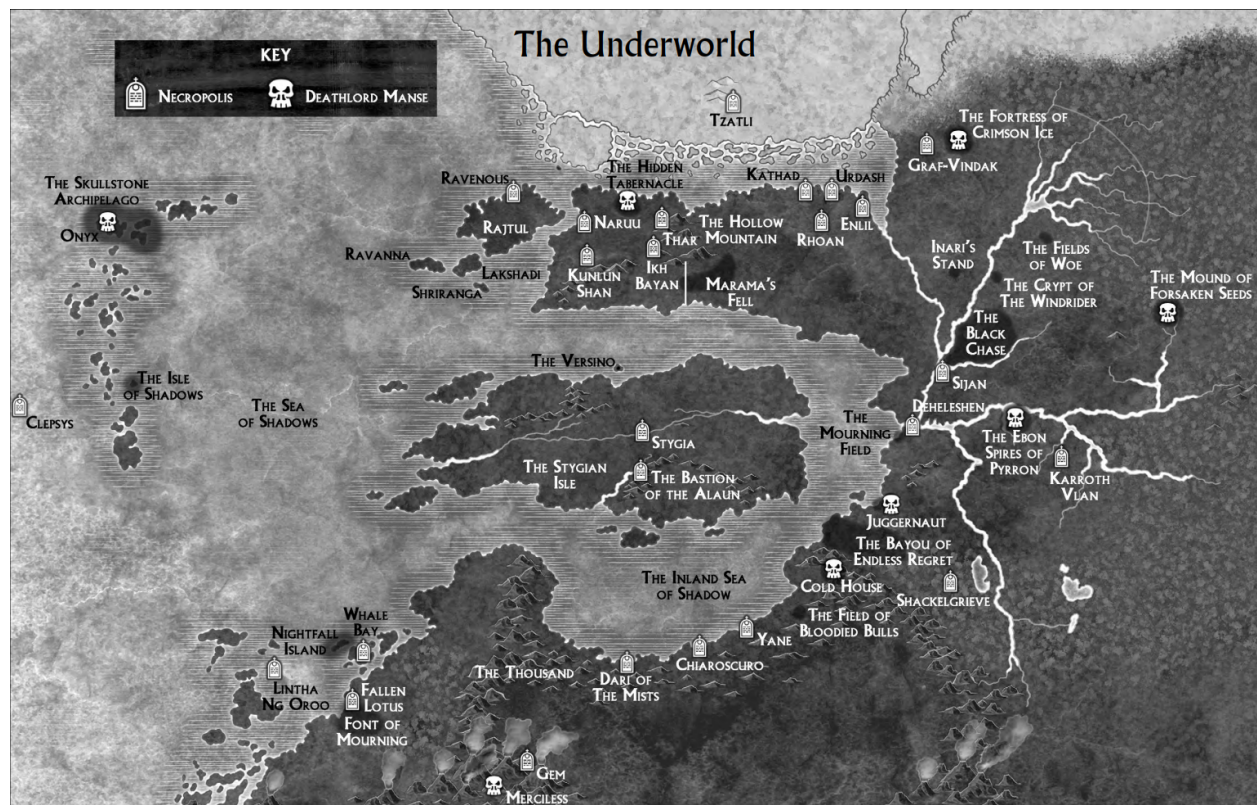 The Underworld
Key
Necropolis
Deathlord Manse
Tzatli
The Fortress of
Crimson Ice
Graf-Vindak
The Skullstone
Archipelago
Onyx
Ravenous
Rajtul
The Hidden
Tabernacle
Naruu
Thar
The Hollow
Mountain
Kathad
Urdash
Rhoan
Enlil
Ravanna
Lakshadi
Shriranga
Kunlun
Shan
Ikh
Bayan
Marama's
Fell
Inari's
Stand
The Fields
of Woe
The Crypt of
The Windrider
The Mound of
Forsaken Seeds
The
Black
Chase
Sijan
The Versino
The Isle
of Shadows
Clepsys
The Sea
of Shadows
Stygia
The Stygian
Isle
The Bastion
of the Alaun
The
Mourning
Field
Deheleshen
The Ebon
Spires of
Pyrron
Karroth
Vlan
Juggernaut
The Bayou of
Endless Regret
Cold House
Shackelgrieve
The Field of
Bloodied Bulls
The Inland Sea
of Shadow
Yane
Chiaroscuro
Dari of
The Mists
The Thousand
Whale
Bay
Nightfall
Island
Lintha
Ng Oroo
Fallen
Lotus
Font of
Mourning
Gem
Merciless